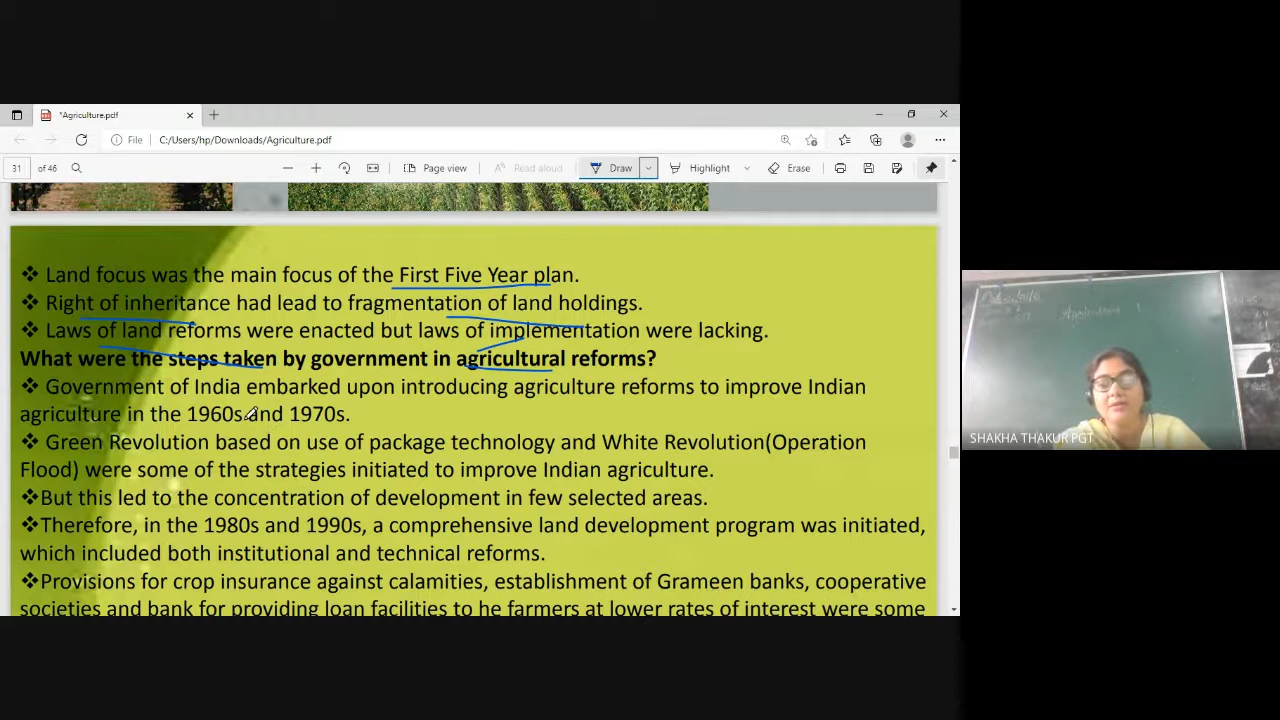 *Agriculture.pdf
File C:/Users/hp/Downloads/Agriculture.pdf
31 of 46 Page view Read aloud Draw Highlight Erase
❖ Land focus was the main focus of the First Five Year plan.
❖ Right of inheritance had lead to fragmentation of land holdings.
❖ Laws of land reforms were enacted but laws of implementation were lacking.
What were the steps taken by government in agricultural reforms?
❖ Government of India embarked upon introducing agriculture reforms to improve Indian
agriculture in the 1960s and 1970s.
❖ Green Revolution based on use of package technology and White Revolution(Operation
Flood) were some of the strategies initiated to improve Indian agriculture.
❖But this led to the concentration of development in few selected areas.
❖Therefore, in the 1980s and 1990s, a comprehensive land development program was initiated,
which included both institutional and technical reforms.
❖Provisions for crop insurance against calamities, establishment of Grameen banks, cooperative
societies and bank for providing loan facilities to he farmers at lower rates of interest were some
Agriculture
SHAKHA THAKUR PGT